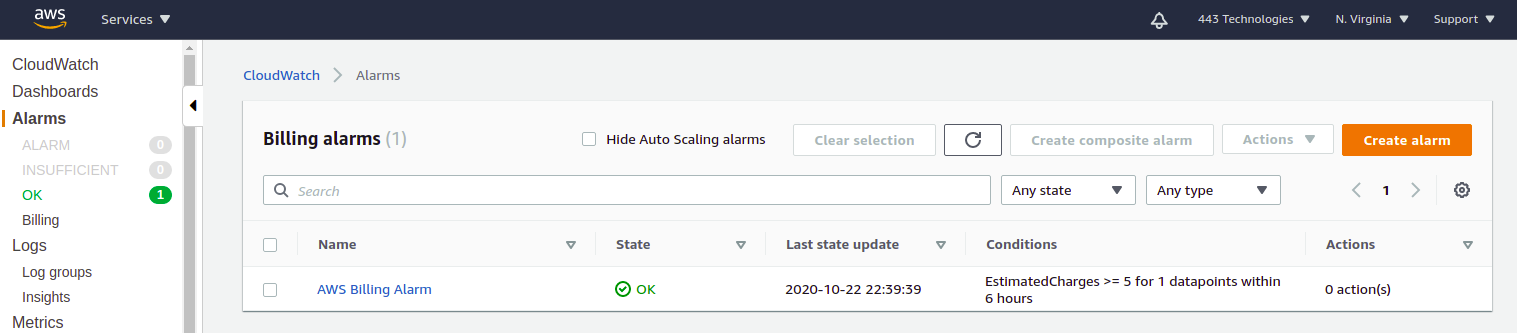 aws Services 443 Technologies N. Virginia Support
CloudWatch
Dashboards
Alarms
ALARM 0
INSUFFICIENT 0
OK 1
Billing
Logs
Log groups
Insights
Metrics
CloudWatch Alarms
Billing alarms (1) Hide Auto Scaling alarms Clear selection Create composite alarm Actions Create alarm
Search Any state Any type 1
Name State Last state update Conditions Actions
AWS Billing Alarm OK 2020-10-22 22:39:39 EstimatedCharges >= 5 for 1 datapoints within 0 action(s)
6 hours